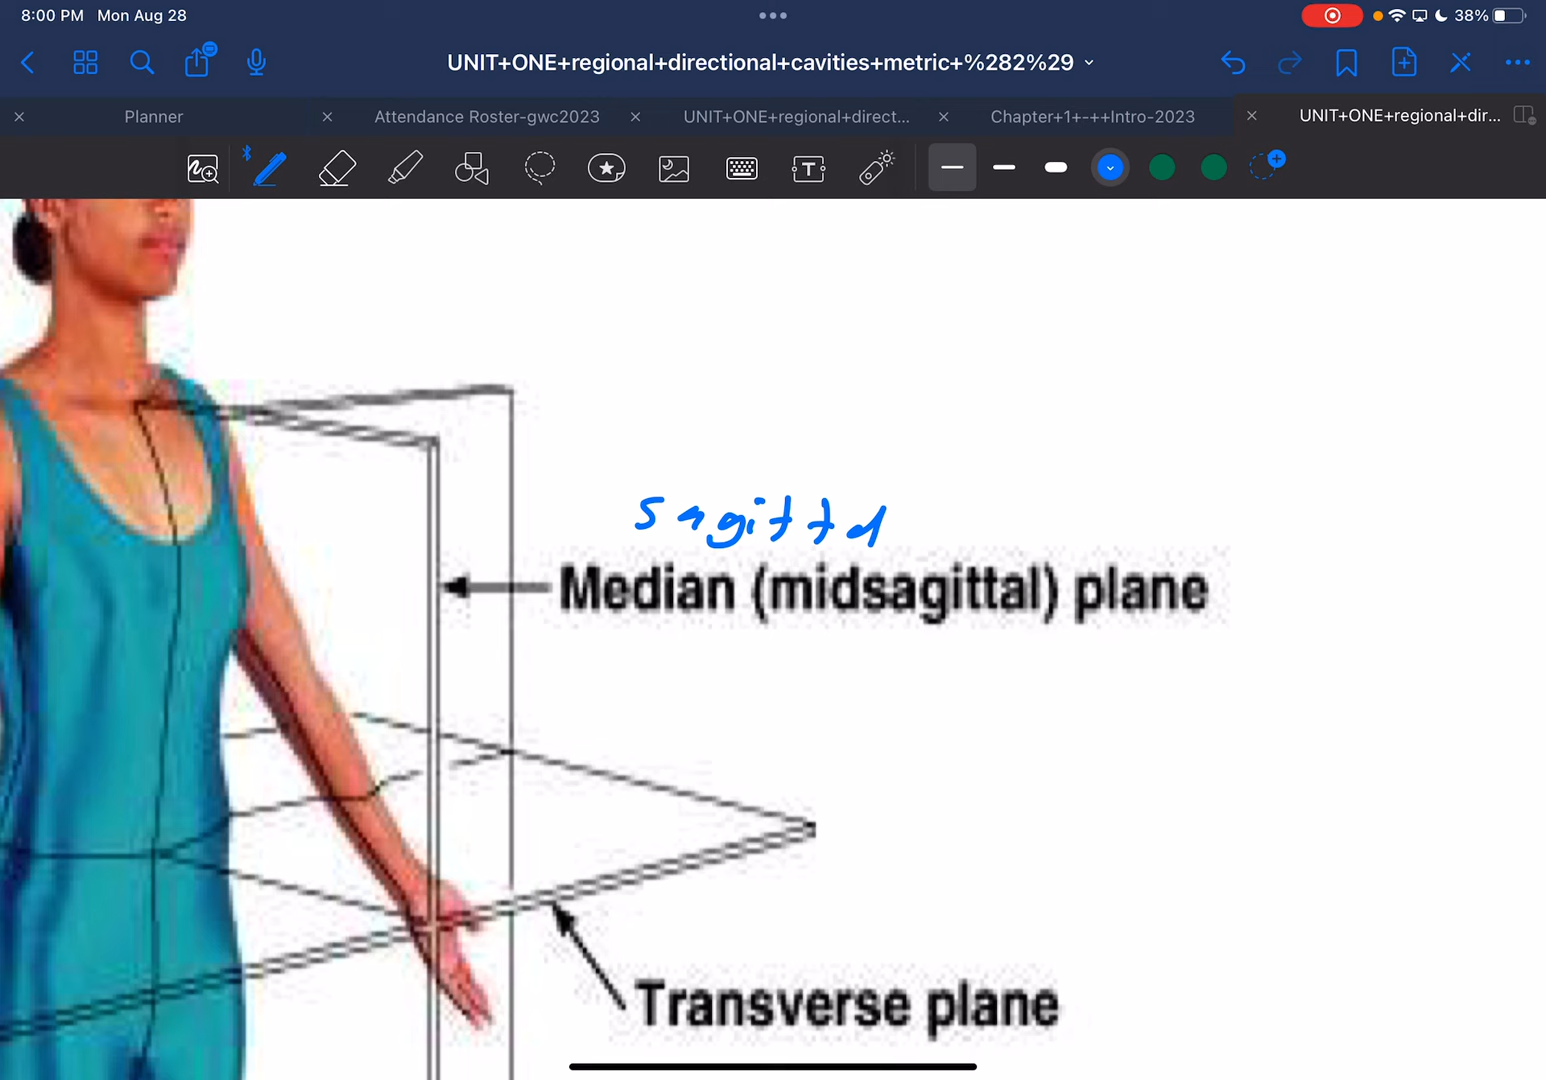 8:00 PM Mon Aug 28
38%
UNIT+ONE+regional+directional+cavities+metric+%282%29
Planner
Attendance Roster-gwc2023
UNIT+ONE+regional+direct...
Chapter+1+-++Intro-2023
UNIT+ONE+regional+dir...
T
sagittal
Median (midsagittal) plane
Transverse plane